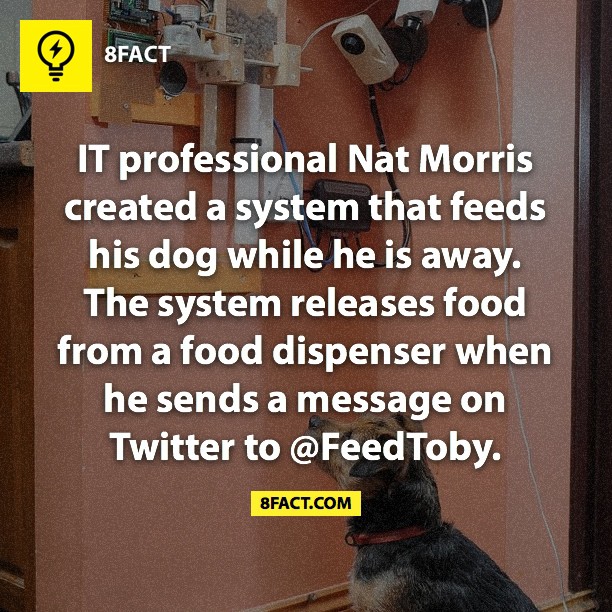 8FACT
IT professional Nat Morris
created a system that feeds
his dog while he is away.
The system releases food
from a food dispenser when
he sends a message on
Twitter to @FeedToby.
8FACT.COM